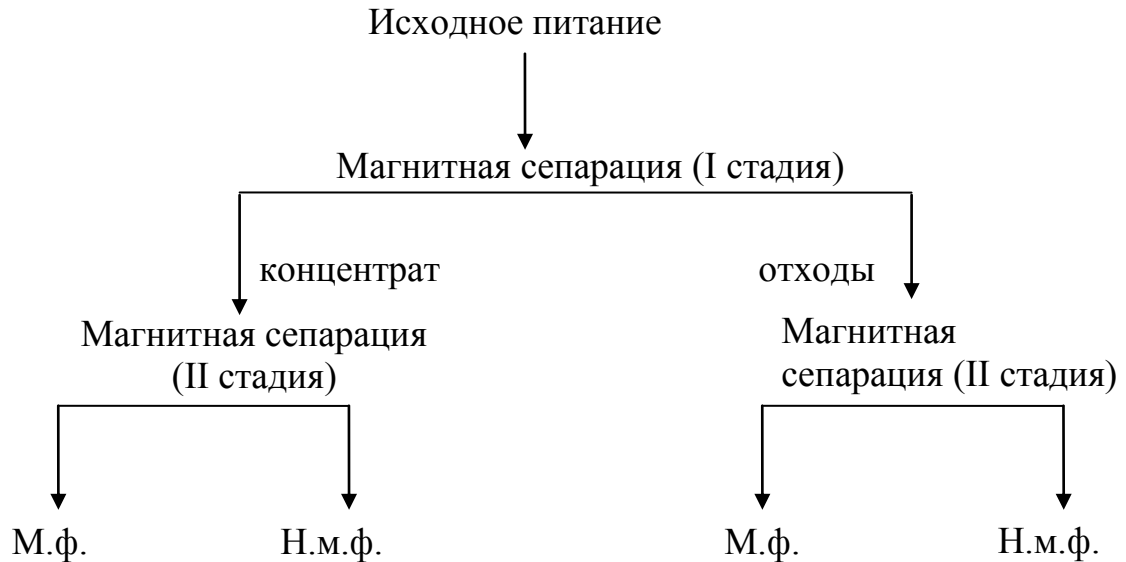 Исходное питание
Магнитная сепарация (I стадия)
концентрат
отходы
Магнитная сепарация
(II стадия)
Магнитная
сепарация (II стадия)
М.ф.
Н.м.ф.
М.ф.
Н.м.ф.